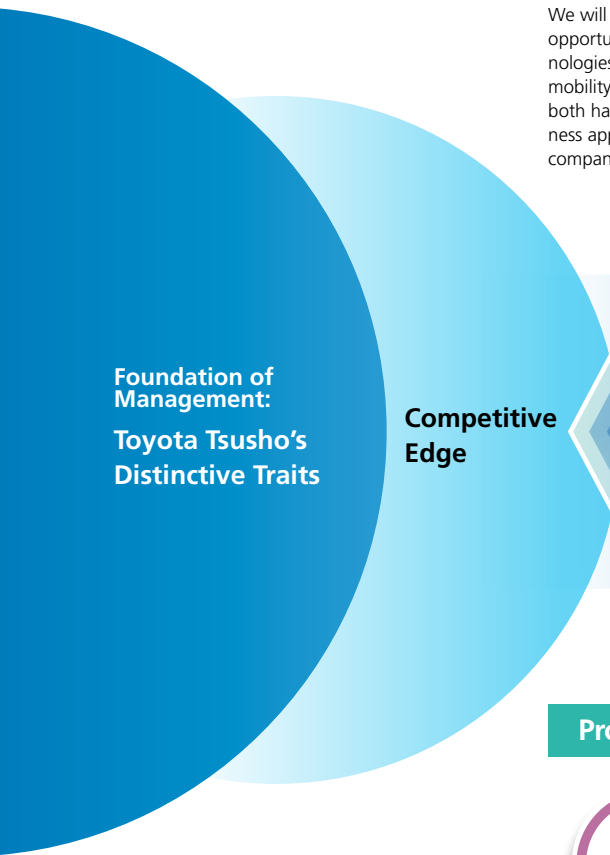 We will
opportu
nologies
mobility
both ha
ness app
compan
Foundation of
Management:
Toyota Tsusho's
Distinctive Traits
Competitive
Edge
Pro